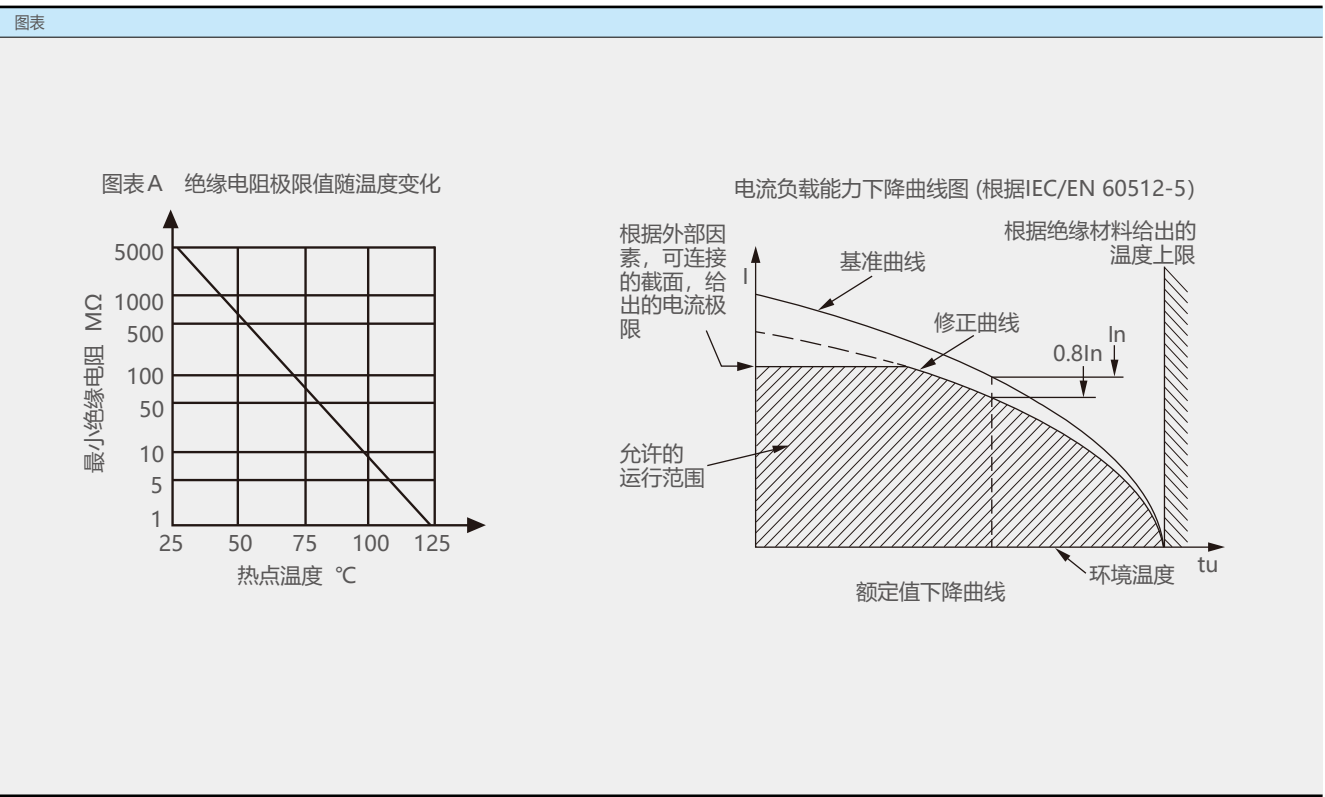 图表
图表A 绝缘电阻极限值随温度变化
最小绝缘电阻 MΩ
5000
1000
500
100
50
10
5
1
25 50 75 100 125
热点温度 ℃
电流负载能力下降曲线图 (根据IEC/EN 60512-5)
根据外部因
素，可连接
的截面，给
出的电流极
限
I
基准曲线
修正曲线
根据绝缘材料给出的
温度上限
In
0.8In
允许的
运行范围
环境温度
tu
额定值下降曲线